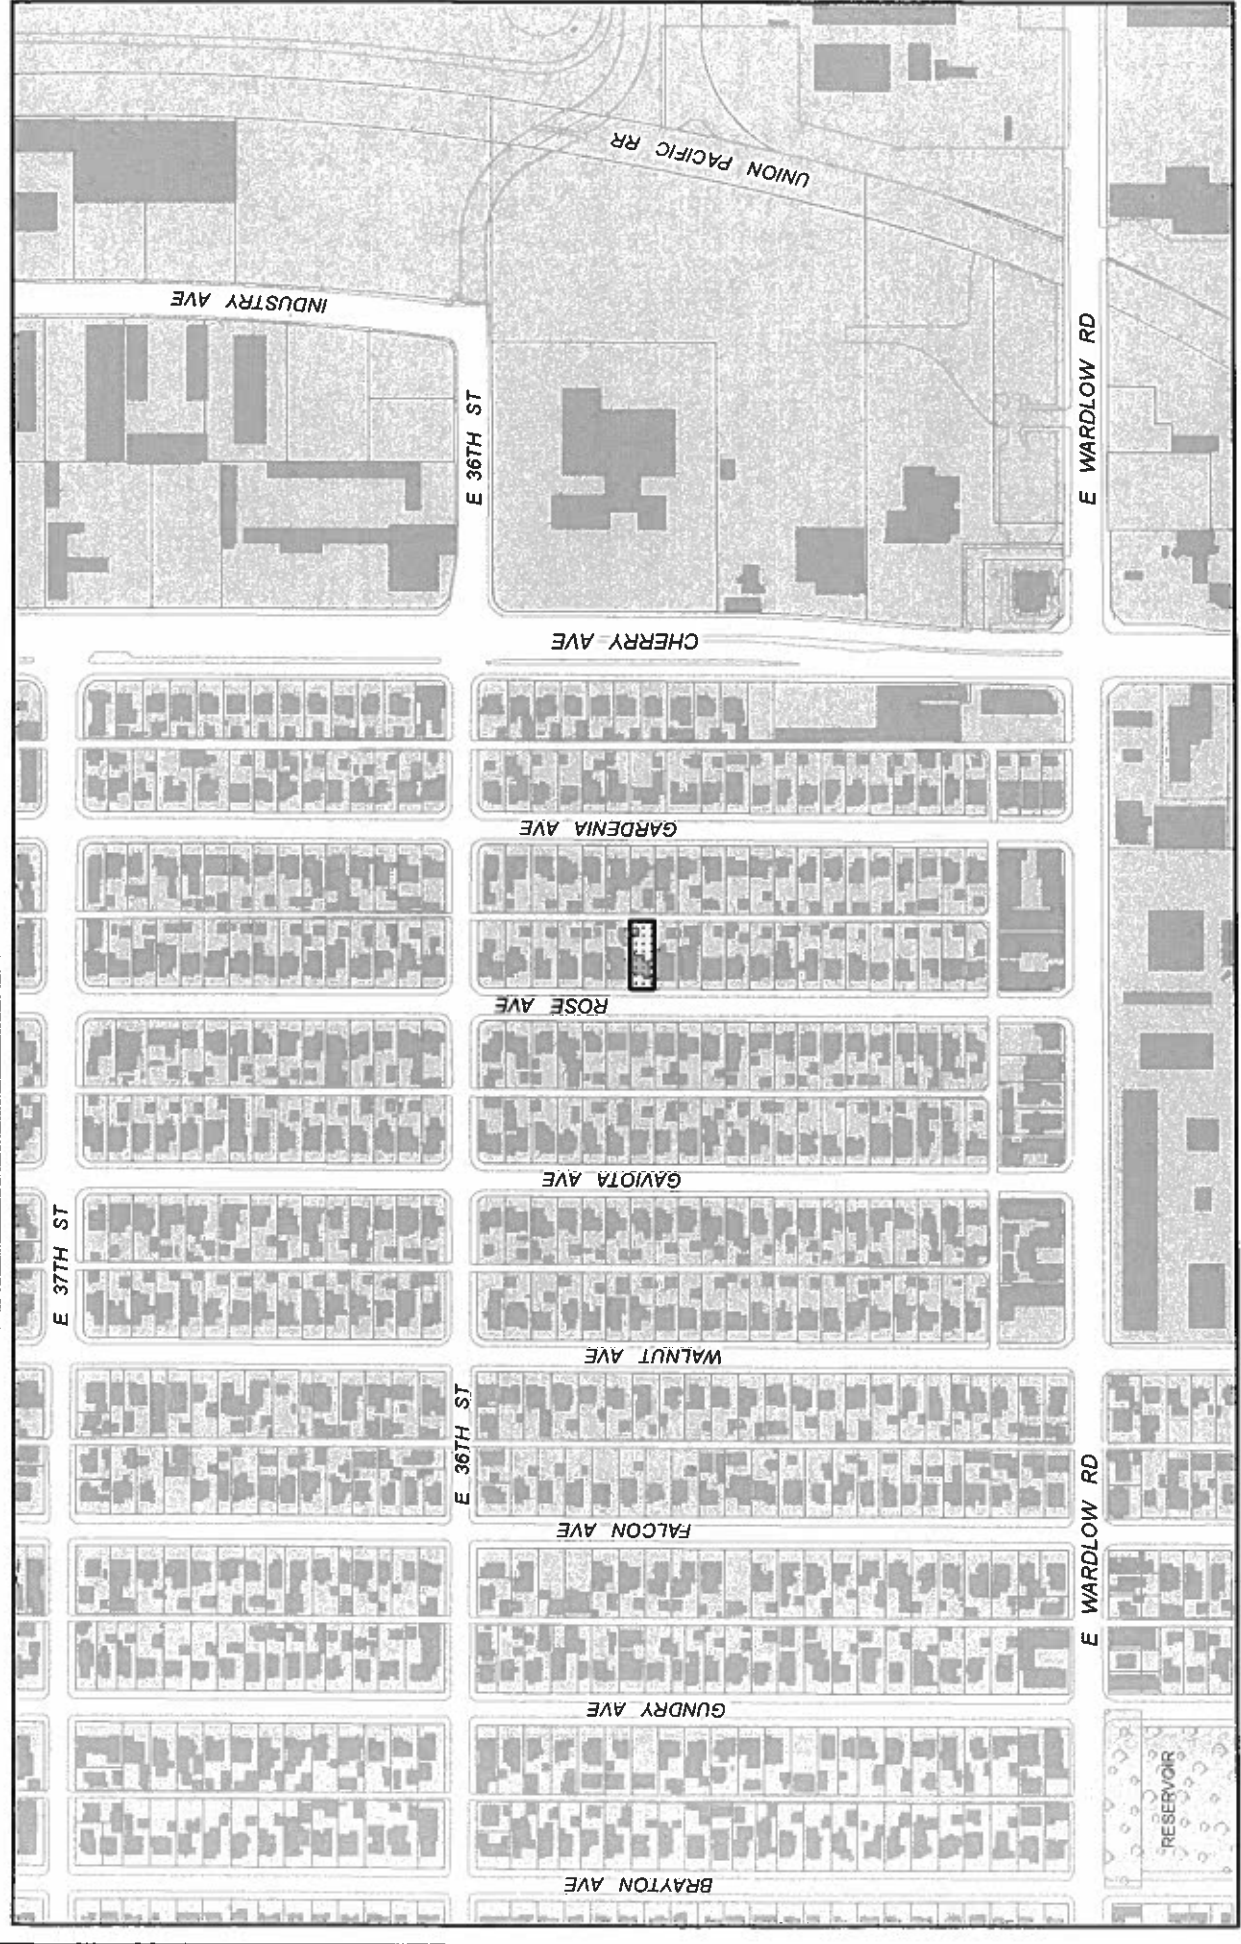 UNION PACIFIC RR
INDUSTRY AVE
E 36TH ST
E WARDLOW RD
CHERRY AVE
GARDENIA AVE
ROSE AVE
GAVIOTA AVE
E 37TH ST
WALNUT AVE
E 36TH ST
FALCON AVE
E WARDLOW RD
GUNDRY AVE
RESERVOIR
BRAYTON AVE